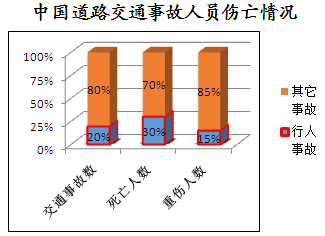 中国道路交通事故人员伤亡情况
100%
75%
50%
25%
0%
80%
70%
85%
20%
30%
15%
交通事故数
死亡人数
重伤人数
其它
事故
行人
事故